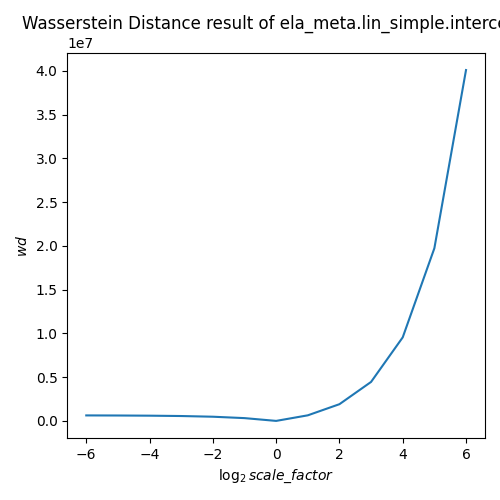 Wasserstein Distance result of ela_meta.lin_simple.interce
1e7
4.0
3.5
3.0
2.5
2.0
1.5
1.0
0.5
0.0
wd
−6 −4 −2 0 2 4 6
log₂ scale_factor